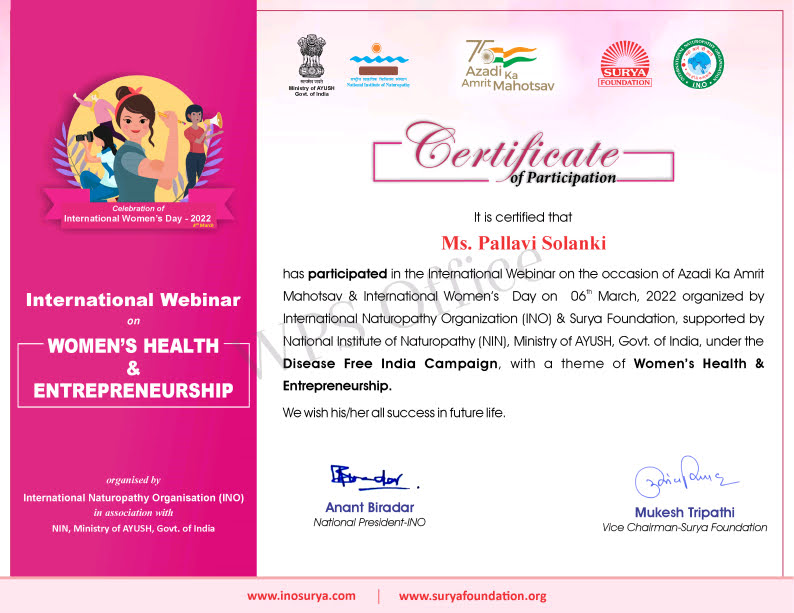 सत्यमेव जयते
Ministry of AYUSH
Govt. of India
National Institute of Naturopathy
75
Azadi Ka
Amrit Mahotsav
SURYA
FOUNDATION
INTERNATIONAL NATUROPATHY ORGANISATION
I.N.O
Certificate
of Participation
It is certified that
Ms. Pallavi Solanki
has participated in the International Webinar on the occasion of Azadi Ka Amrit
Mahotsav & International Women's Day on 06th March, 2022 organized by
International Naturopathy Organization (INO) & Surya Foundation, supported by
National Institute of Naturopathy (NIN), Ministry of AYUSH, Govt. of India, under the
Disease Free India Campaign, with a theme of Women's Health &
Entrepreneurship.
We wish his/her all success in future life.
WPS Office
Celebration of
International Women's Day - 2022
8th March
International Webinar
on
WOMEN'S HEALTH
&
ENTREPRENEURSHIP
organised by
International Naturopathy Organisation (INO)
in association with
NIN, Ministry of AYUSH, Govt. of India
Anant Biradar
National President-INO
Mukesh Tripathi
Vice Chairman-Surya Foundation
www.inosurya.com | www.suryafoundation.org